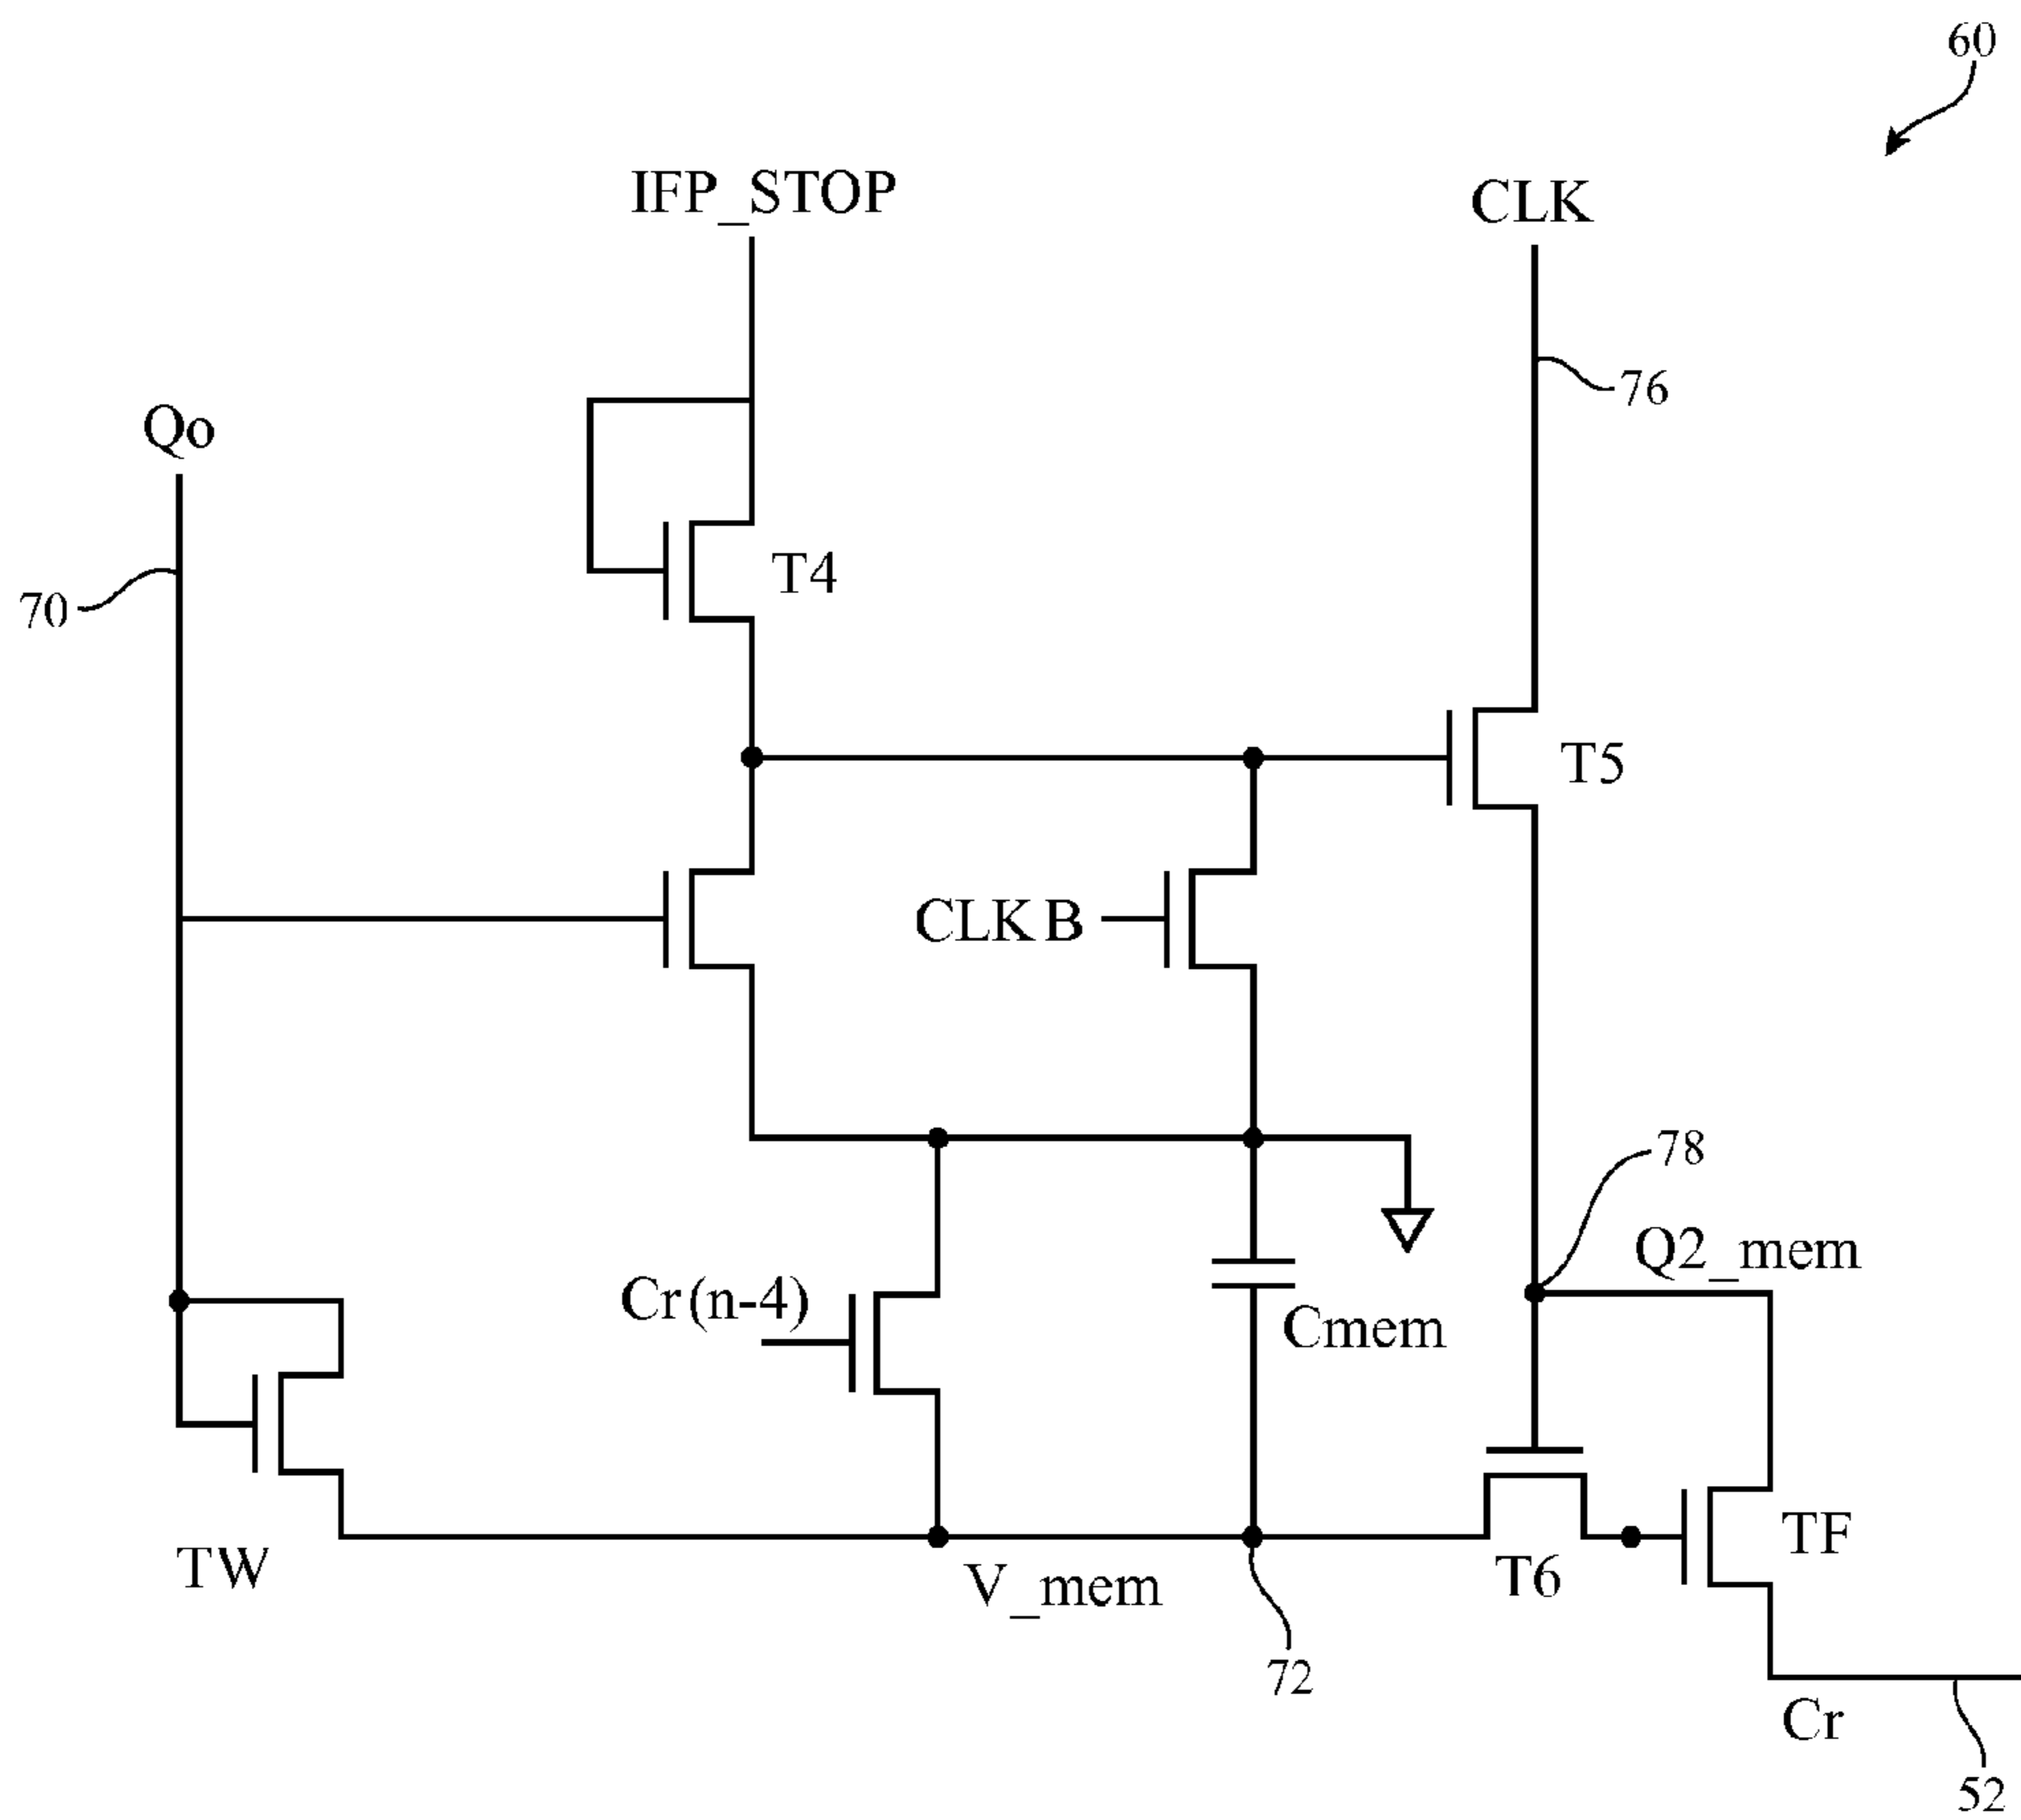 60
IFP_STOP
CLK
76
Qo
T4
70
T5
CLKB
78
Q2_mem
Cr(n-4)
Cmem
TF
TW
T6
V_mem
72
Cr
52